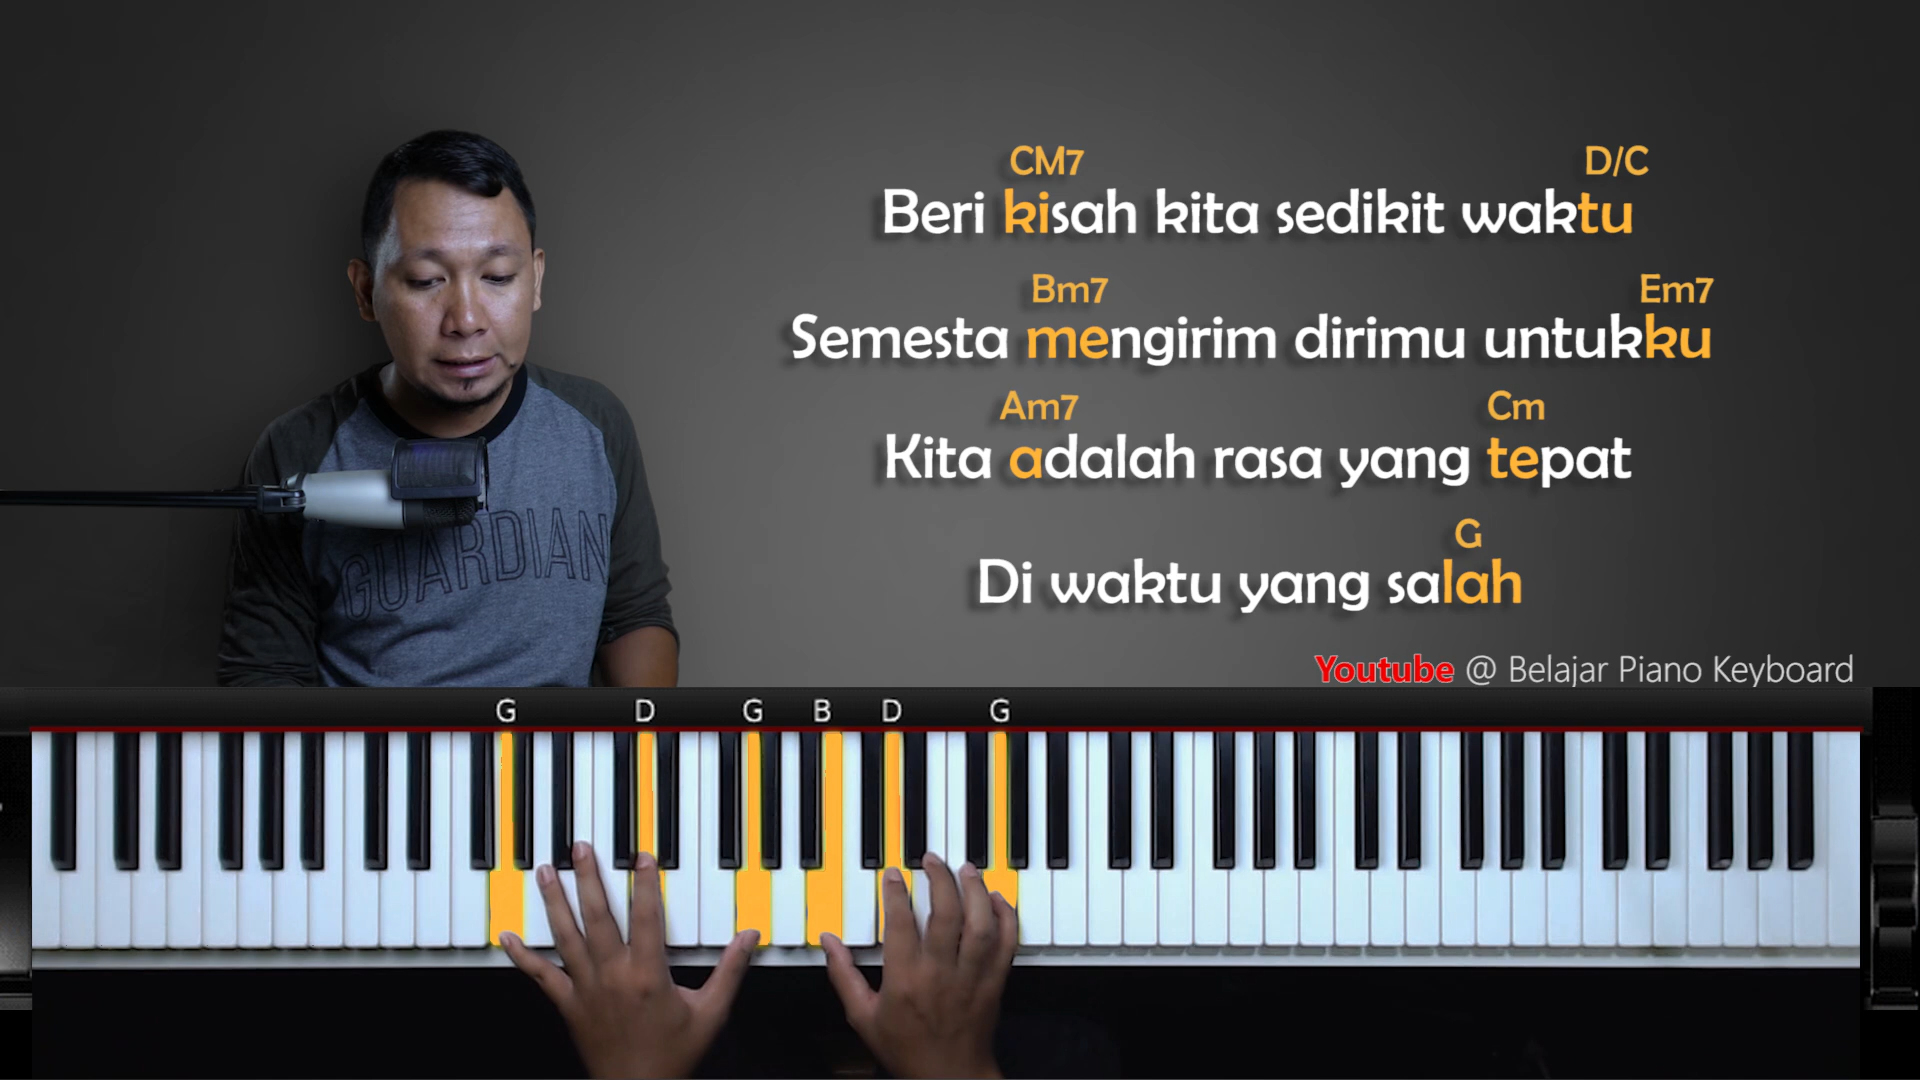 CM7 D/C
Beri kisah kita sedikit waktu
Bm7 Em7
Semesta mengirim dirimu untukku
Am7 Cm
Kita adalah rasa yang tepat
G
Di waktu yang salah
GUARDIAN
Youtube @ Belajar Piano Keyboard
G D G B D G